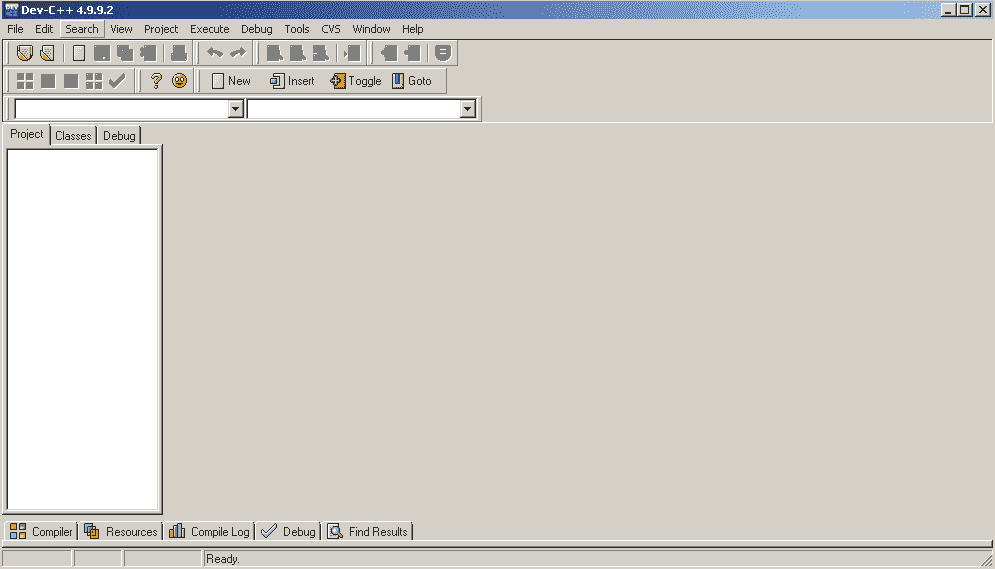 Dev-C++ 4.9.9.2
File Edit Search View Project Execute Debug Tools CVS Window Help
New Insert Toggle Goto
Project Classes Debug
Compiler Resources Compile Log Debug Find Results
Ready.